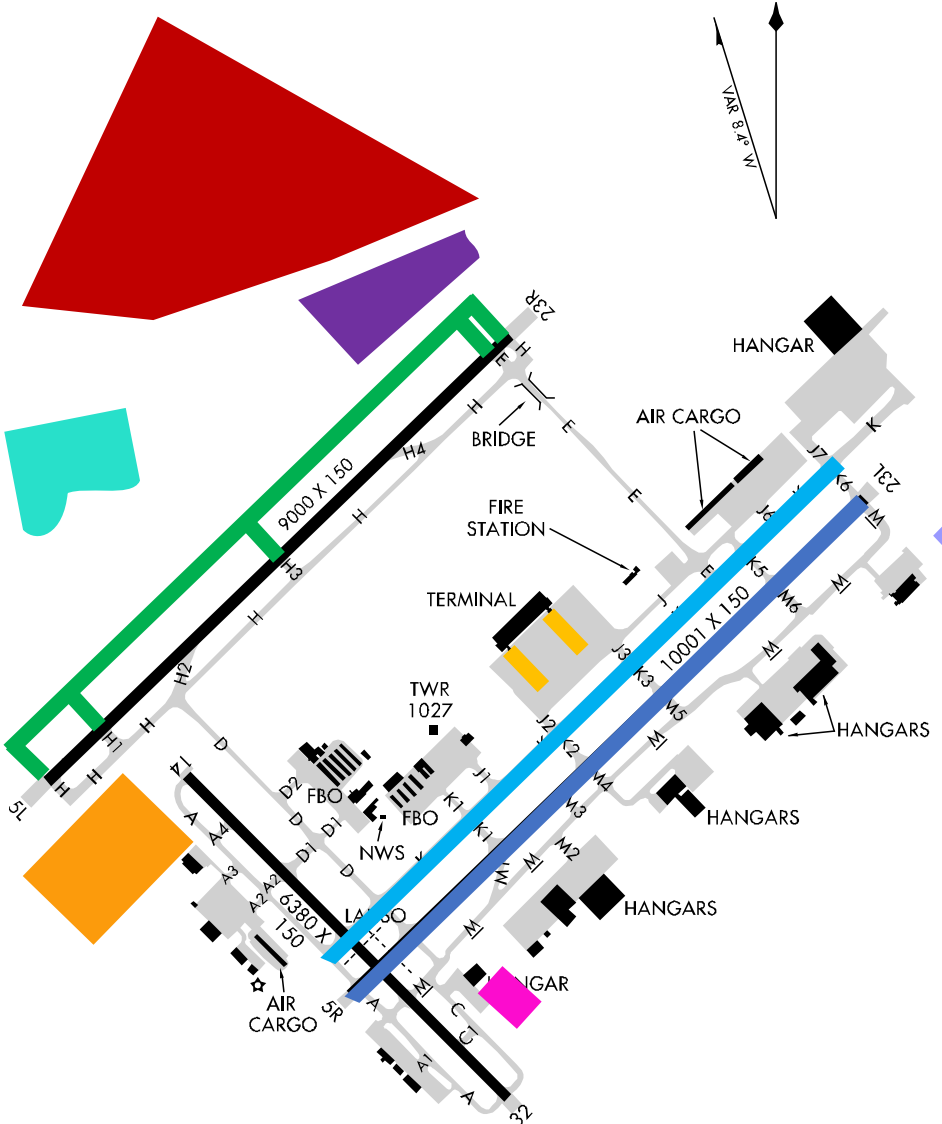 VAR 8.4° W
23R
H
E
HANGAR
H
BRIDGE
E
AIR CARGO
K
J7
H4
K6
23L
9000 X 150
E
FIRE
STATION
J6
W
H
H3
K5
E
M
TERMINAL
J
M6
10001 X 150
H
J3
M
H2
K3
TWR
1027
M5
J2
M
HANGARS
H
D
K2
H1
M4
H
H
14
D2
J1
M3
5L
FBO
FBO
K1
HANGARS
A
A4
D
D1
K1
M2
NWS
D1
M
A3
A2
D
A2
6380 X
150
M
HANGARS
M
HANGAR
AIR
CARGO
5R
A
C
C1
A1
A
32